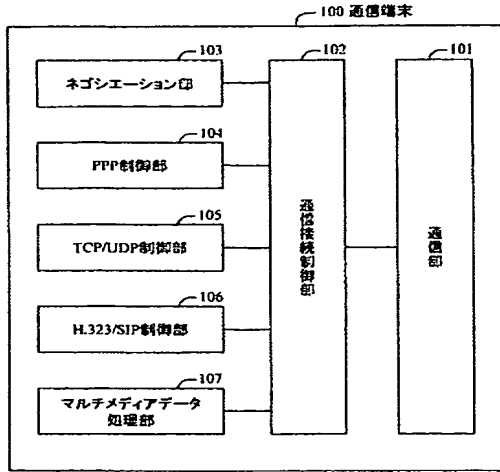 100 通信端末
103
ネゴシエーション部
104
PPP制御部
105
TCP/UDP制御部
106
H.323/SIP制御部
107
マルチメディアデータ
処理部
102
通信接続制御部
101
通信部